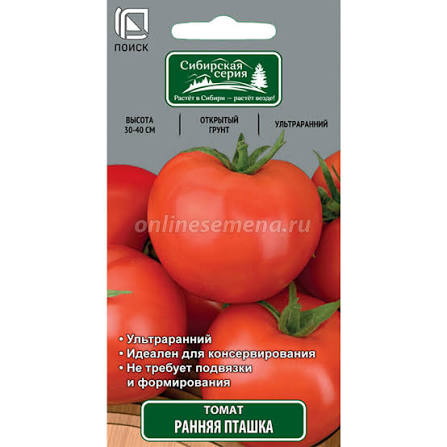 ПОИСК
Сибирская
серия
Растёт в Сибири — растёт везде!
ВЫСОТА
30-40 СМ
ОТКРЫТЫЙ
ГРУНТ
УЛЬТРАРАННИЙ
onlinesemena.ru
• Ультраранний
• Идеален для консервирования
• Не требует подвязки
и формирования
ТОМАТ
РАННЯЯ ПТАШКА